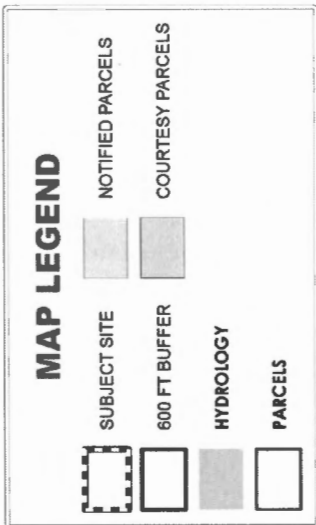 MAP LEGEND
SUBJECT SITE
600 FT BUFFER
HYDROLOGY
PARCELS
NOTIFIED PARCELS
COURTESY PARCELS